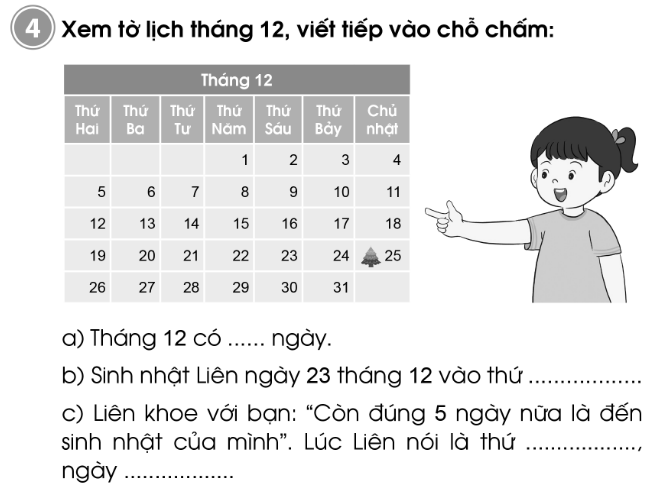 4 Xem tờ lịch tháng 12, viết tiếp vào chỗ chấm:
Tháng 12
Thứ Hai Thứ Ba Thứ Tư Thứ Năm Thứ Sáu Thứ Bảy Chủ nhật
1 2 3 4
5 6 7 8 9 10 11
12 13 14 15 16 17 18
19 20 21 22 23 24 25
26 27 28 29 30 31
a) Tháng 12 có ...... ngày.
b) Sinh nhật Liên ngày 23 tháng 12 vào thứ ...................
c) Liên khoe với bạn: “Còn đúng 5 ngày nữa là đến
sinh nhật của mình”. Lúc Liên nói là thứ ..................,
ngày ..................